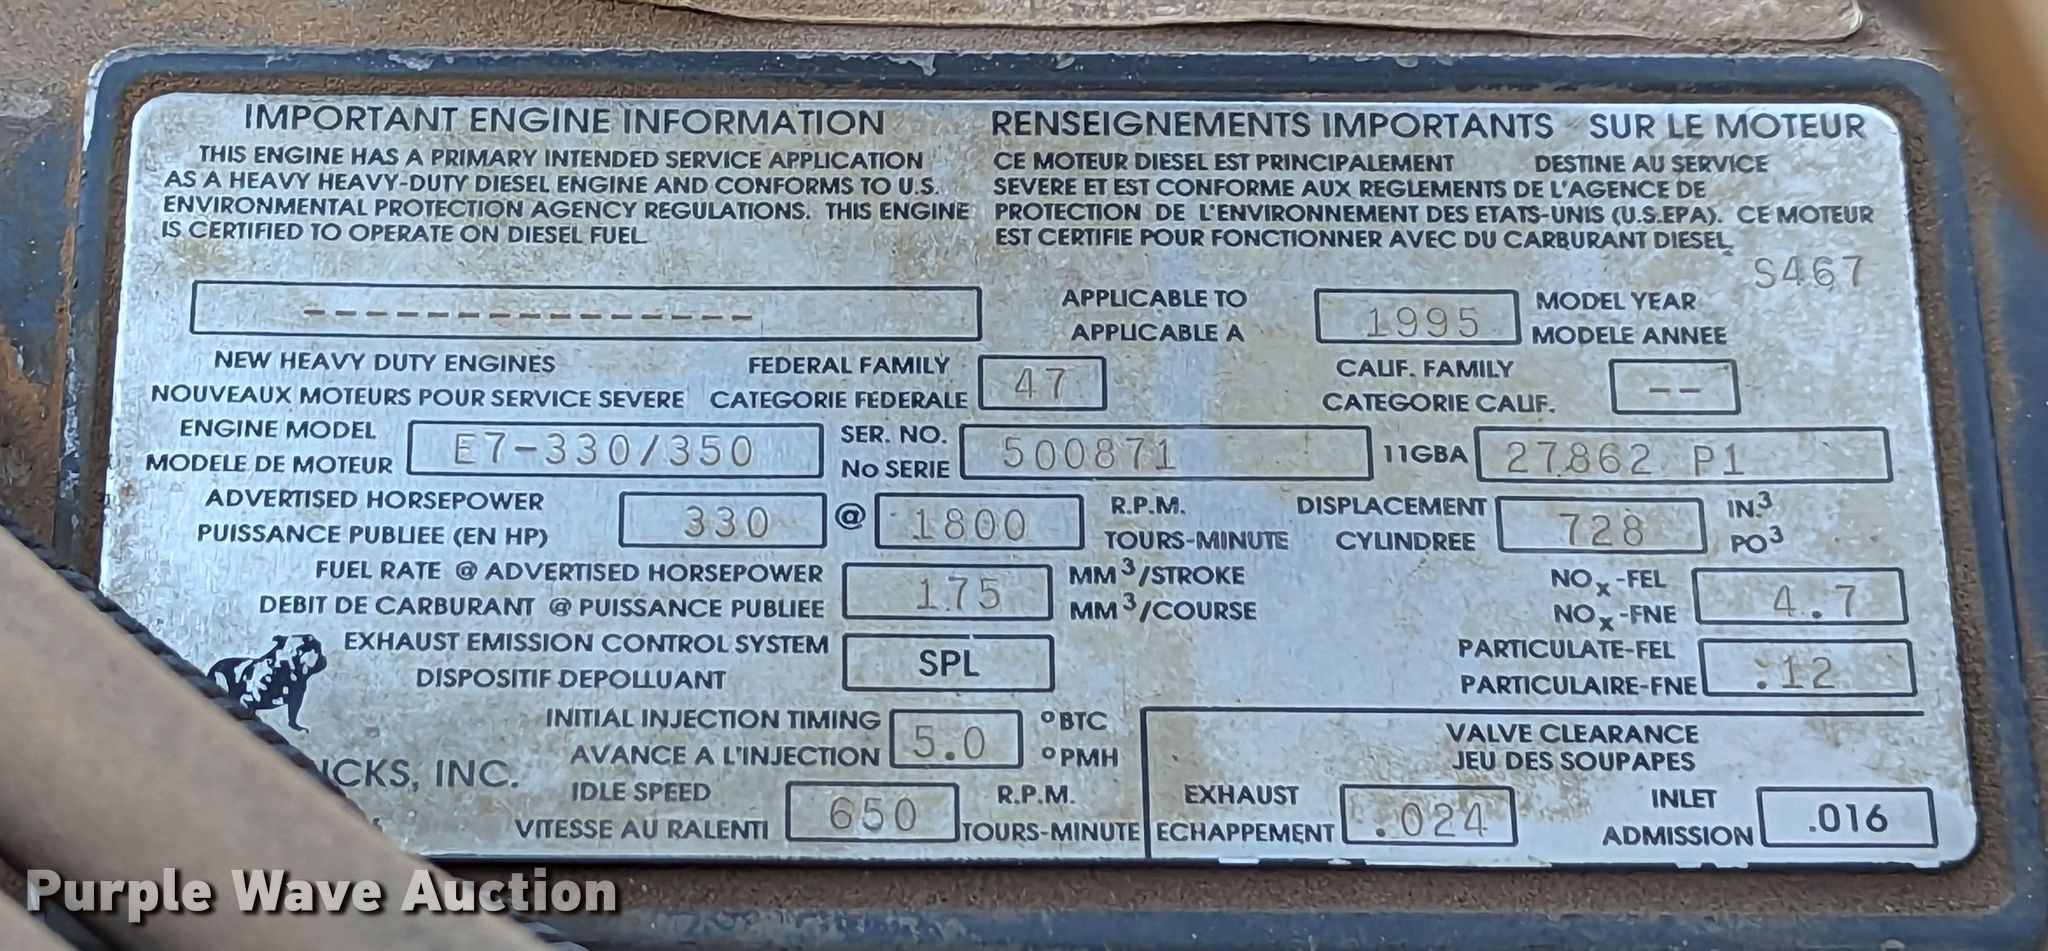 IMPORTANT ENGINE INFORMATION
THIS ENGINE HAS A PRIMARY INTENDED SERVICE APPLICATION
AS A HEAVY HEAVY-DUTY DIESEL ENGINE AND CONFORMS TO U.S.
ENVIRONMENTAL PROTECTION AGENCY REGULATIONS. THIS ENGINE
IS CERTIFIED TO OPERATE ON DIESEL FUEL
RENSEIGNEMENTS IMPORTANTS SUR LE MOTEUR
CE MOTEUR DIESEL EST PRINCIPALEMENT DESTINE AU SERVICE
SEVERE ET EST CONFORME AUX REGLEMENTS DE L'AGENCE DE
PROTECTION DE L'ENVIRONNEMENT DES ETATS-UNIS (U.S.EPA). CE MOTEUR
EST CERTIFIE POUR FONCTIONNER AVEC DU CARBURANT DIESEL.
S467
---------------
APPLICABLE TO
APPLICABLE A
1995
MODEL YEAR
MODELE ANNEE
NEW HEAVY DUTY ENGINES
NOUVEAUX MOTEURS POUR SERVICE SEVERE
FEDERAL FAMILY
CATEGORIE FEDERALE
47
CALIF. FAMILY
CATEGORIE CALIF.
--
ENGINE MODEL
MODELE DE MOTEUR
E7-330/350
SER. NO.
No SERIE
500871
11GBA
27862 P1
ADVERTISED HORSEPOWER
PUISSANCE PUBLIEE (EN HP)
330
@
1800
R.P.M.
TOURS-MINUTE
DISPLACEMENT
CYLINDREE
728
IN.³
PO³
FUEL RATE @ ADVERTISED HORSEPOWER
DEBIT DE CARBURANT @ PUISSANCE PUBLIEE
175
MM³/STROKE
MM³/COURSE
NOx-FEL
NOx-FNE
4.7
EXHAUST EMISSION CONTROL SYSTEM
DISPOSITIF DEPOLLUANT
SPL
PARTICULATE-FEL
PARTICULAIRE-FNE
.12
INITIAL INJECTION TIMING
AVANCE A L'INJECTION
5.0
°BTC
°PMH
VALVE CLEARANCE
JEU DES SOUPAPES
ICKS, INC.
IDLE SPEED
VITESSE AU RALENTI
650
R.P.M.
TOURS-MINUTE
EXHAUST
ECHAPPEMENT
.024
INLET
ADMISSION
.016
Purple Wave Auction